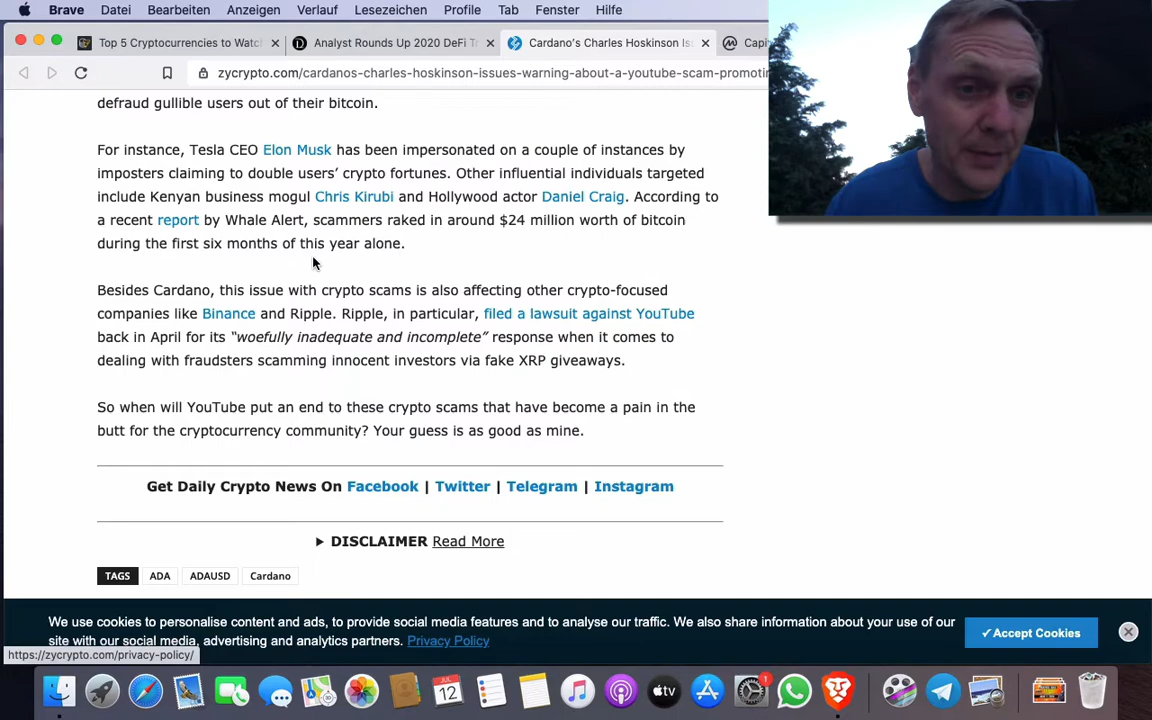 Brave Datei Bearbeiten Anzeigen Verlauf Lesezeichen Profile Tab Fenster Hilfe
Top 5 Cryptocurrencies to Watch
Analyst Rounds Up 2020 DeFi T
Cardano's Charles Hoskinson Is
Capi
zycrypto.com/cardanos-charles-hoskinson-issues-warning-about-a-youtube-scam-promotin
defraud gullible users out of their bitcoin.
For instance, Tesla CEO Elon Musk has been impersonated on a couple of instances by
imposters claiming to double users' crypto fortunes. Other influential individuals targeted
include Kenyan business mogul Chris Kirubi and Hollywood actor Daniel Craig. According to
a recent report by Whale Alert, scammers raked in around $24 million worth of bitcoin
during the first six months of this year alone.
Besides Cardano, this issue with crypto scams is also affecting other crypto-focused
companies like Binance and Ripple. Ripple, in particular, filed a lawsuit against YouTube
back in April for its "woefully inadequate and incomplete" response when it comes to
dealing with fraudsters scamming innocent investors via fake XRP giveaways.
So when will YouTube put an end to these crypto scams that have become a pain in the
butt for the cryptocurrency community? Your guess is as good as mine.
Get Daily Crypto News On Facebook | Twitter | Telegram | Instagram
► DISCLAIMER Read More
TAGS ADA ADAUSD Cardano
We use cookies to personalise content and ads, to provide social media features and to analyse our traffic. We also share information about your use of our
site with our social media, advertising and analytics partners. Privacy Policy
✓Accept Cookies
https://zycrypto.com/privacy-policy/
JUL
12
tv
1